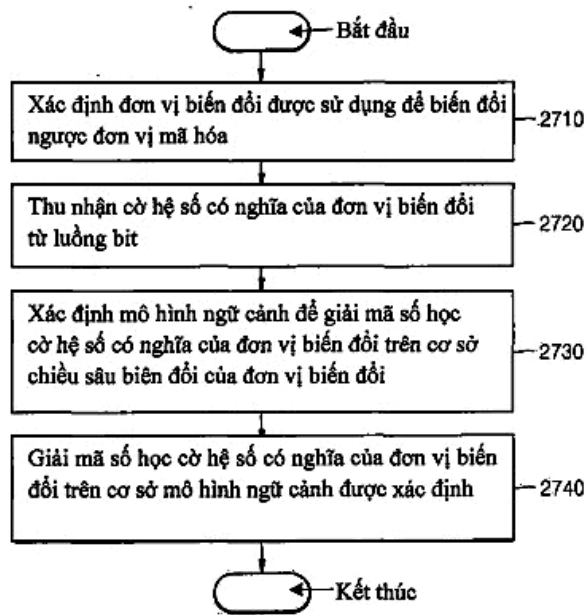 Bắt đầu
Xác định đơn vị biến đổi được sử dụng để biến đổi
ngược đơn vị mã hóa
2710
Thu nhận cờ hệ số có nghĩa của đơn vị biến đổi
từ luồng bit
2720
Xác định mô hình ngữ cảnh để giải mã số học
cờ hệ số có nghĩa của đơn vị biến đổi trên cơ sở
chiều sâu biên đổi của đơn vị biến đổi
2730
Giải mã số học cờ hệ số có nghĩa của đơn vị biến
đổi trên cơ sở mô hình ngữ cảnh được xác định
2740
Kết thúc